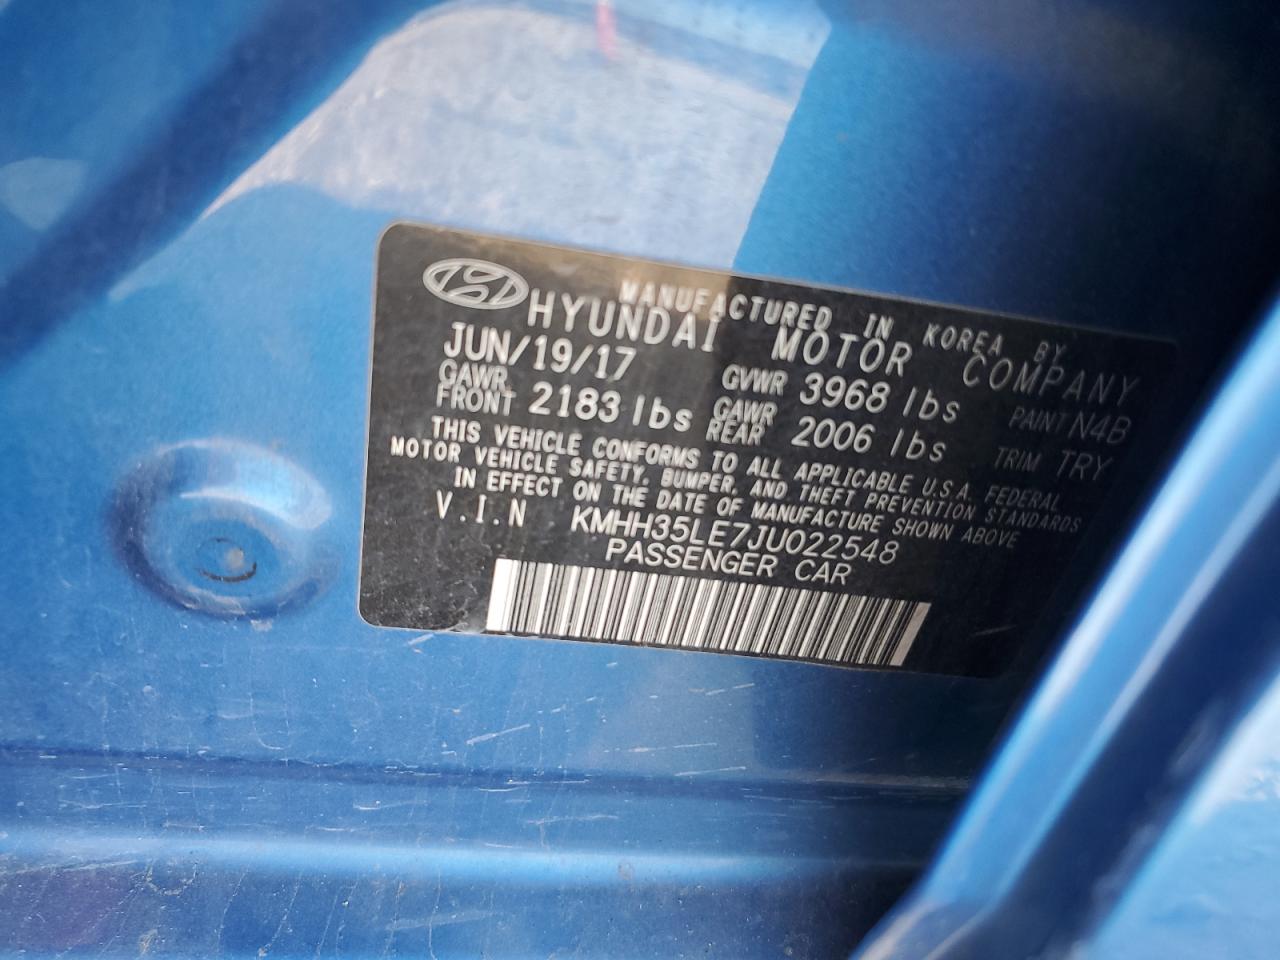 MANUFACTURED IN KOREA BY
HYUNDAI MOTOR COMPANY
JUN/19/17 GVWR 3968 lbs PAINT N4B
GAWR FRONT 2183 lbs GAWR REAR 2006 lbs TRIM TRY
THIS VEHICLE CONFORMS TO ALL APPLICABLE U.S.A. FEDERAL
MOTOR VEHICLE SAFETY, BUMPER, AND THEFT PREVENTION STANDARDS
IN EFFECT ON THE DATE OF MANUFACTURE SHOWN ABOVE
V.I.N KMHH35LE7JU022548
PASSENGER CAR